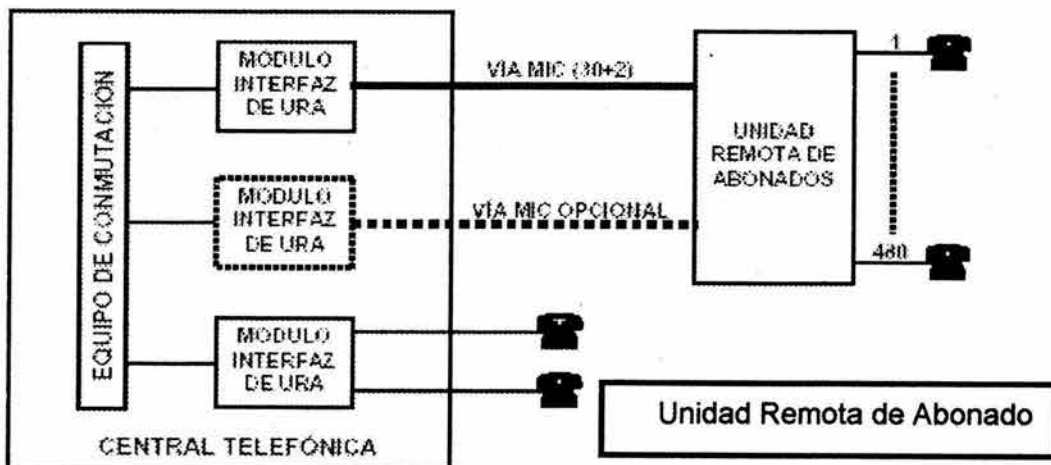 EQUIPO DE CONMUTACIÓN
MODULO
INTERFAZ
DE URA
VÍA MIC (30+2)
UNIDAD
REMOTA DE
ABONADOS
1
480
MODULO
INTERFAZ
DE URA
VÍA MIC OPCIONAL
MODULO
INTERFAZ
DE URA
CENTRAL TELEFÓNICA
Unidad Remota de Abonado